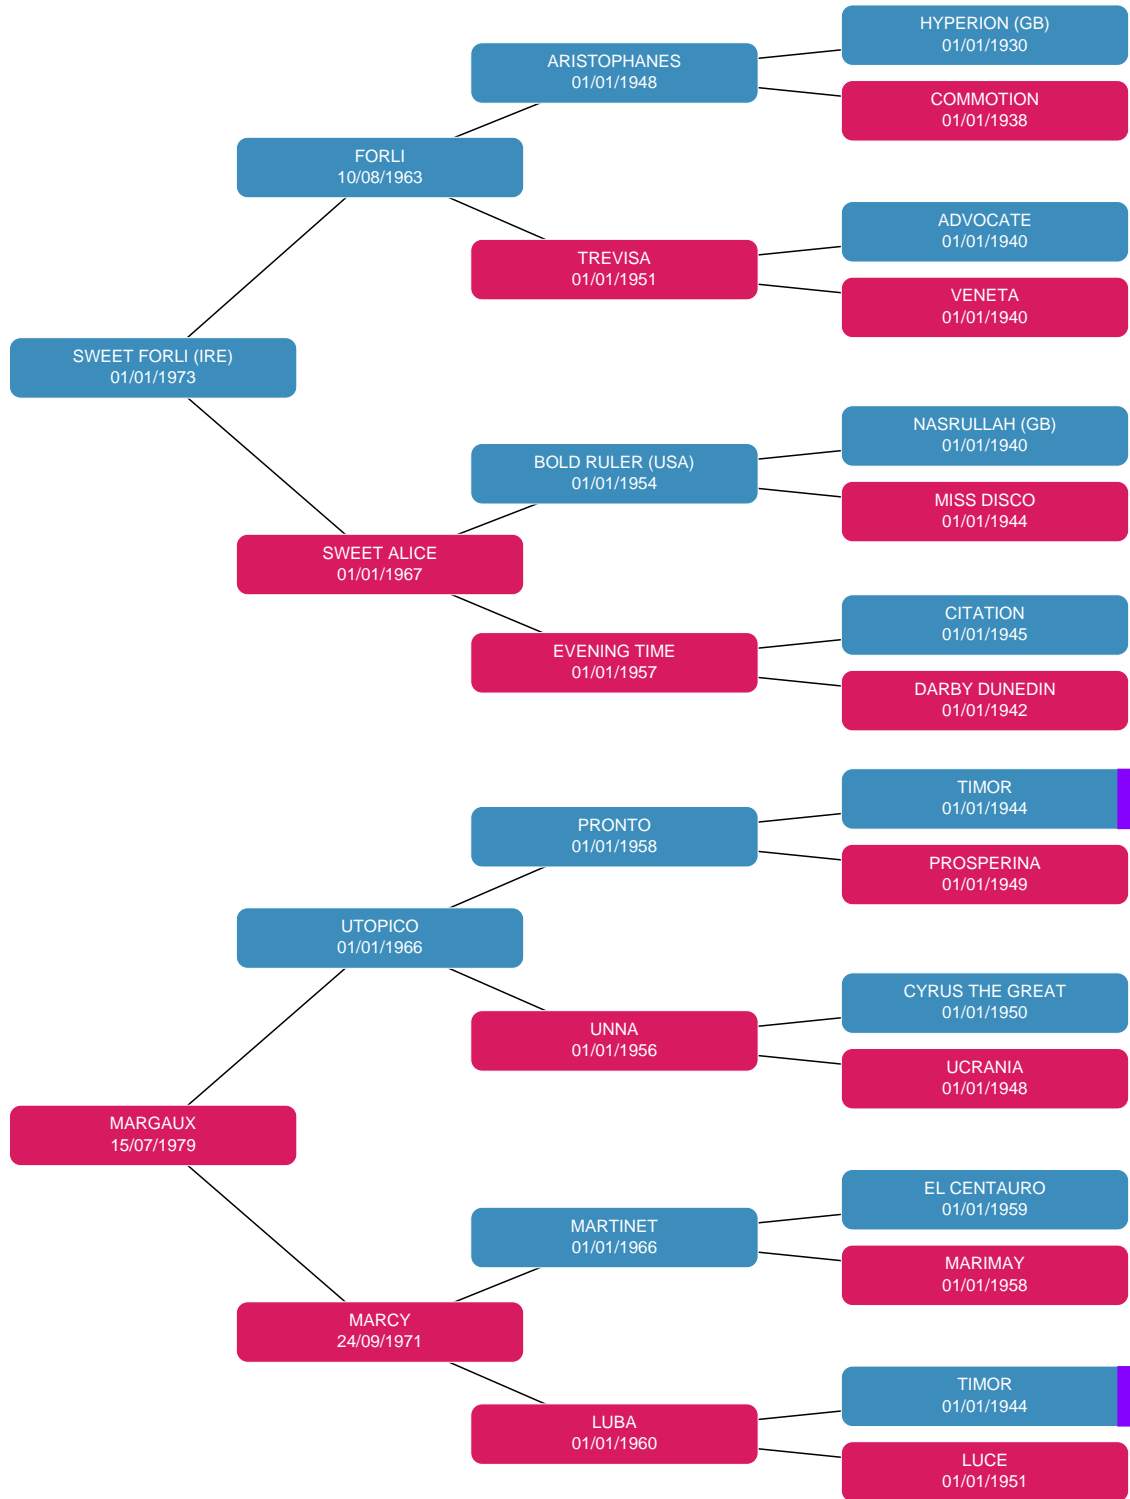 HYPERION (GB)
01/01/1930
ARISTOPHANES
01/01/1948
COMMOTION
01/01/1938
FORLI
10/08/1963
ADVOCATE
01/01/1940
TREVISA
01/01/1951
VENETA
01/01/1940
SWEET FORLI (IRE)
01/01/1973
NASRULLAH (GB)
01/01/1940
BOLD RULER (USA)
01/01/1954
MISS DISCO
01/01/1944
SWEET ALICE
01/01/1967
CITATION
01/01/1945
EVENING TIME
01/01/1957
DARBY DUNEDIN
01/01/1942
TIMOR
01/01/1944
PRONTO
01/01/1958
PROSPERINA
01/01/1949
UTOPICO
01/01/1966
CYRUS THE GREAT
01/01/1950
UNNA
01/01/1956
UCRANIA
01/01/1948
MARGAUX
15/07/1979
EL CENTAURO
01/01/1959
MARTINET
01/01/1966
MARIMAY
01/01/1958
MARCY
24/09/1971
TIMOR
01/01/1944
LUBA
01/01/1960
LUCE
01/01/1951